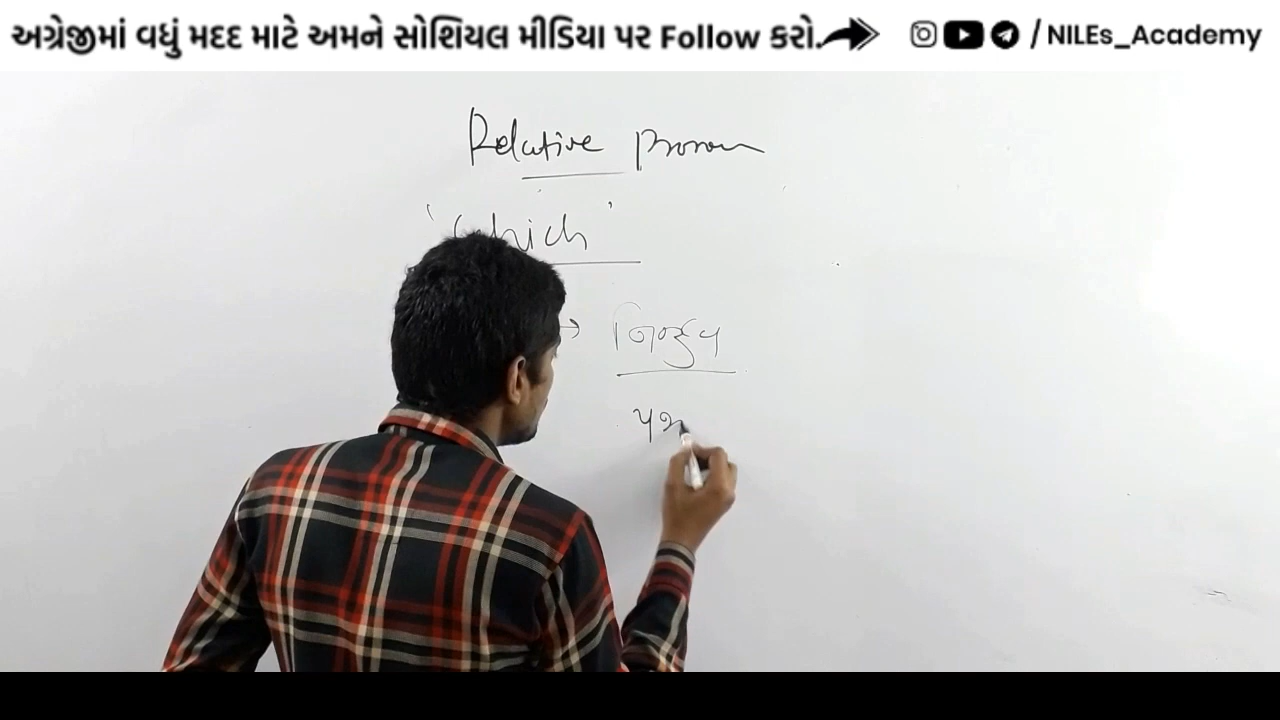 અગ્રેજીમાં વધું મદદ માટે અમને સોશિયલ મીડિયા પર Follow કરો. / NILEs_Academy
Relative pronoun
'which'
→ નિર્જીવ